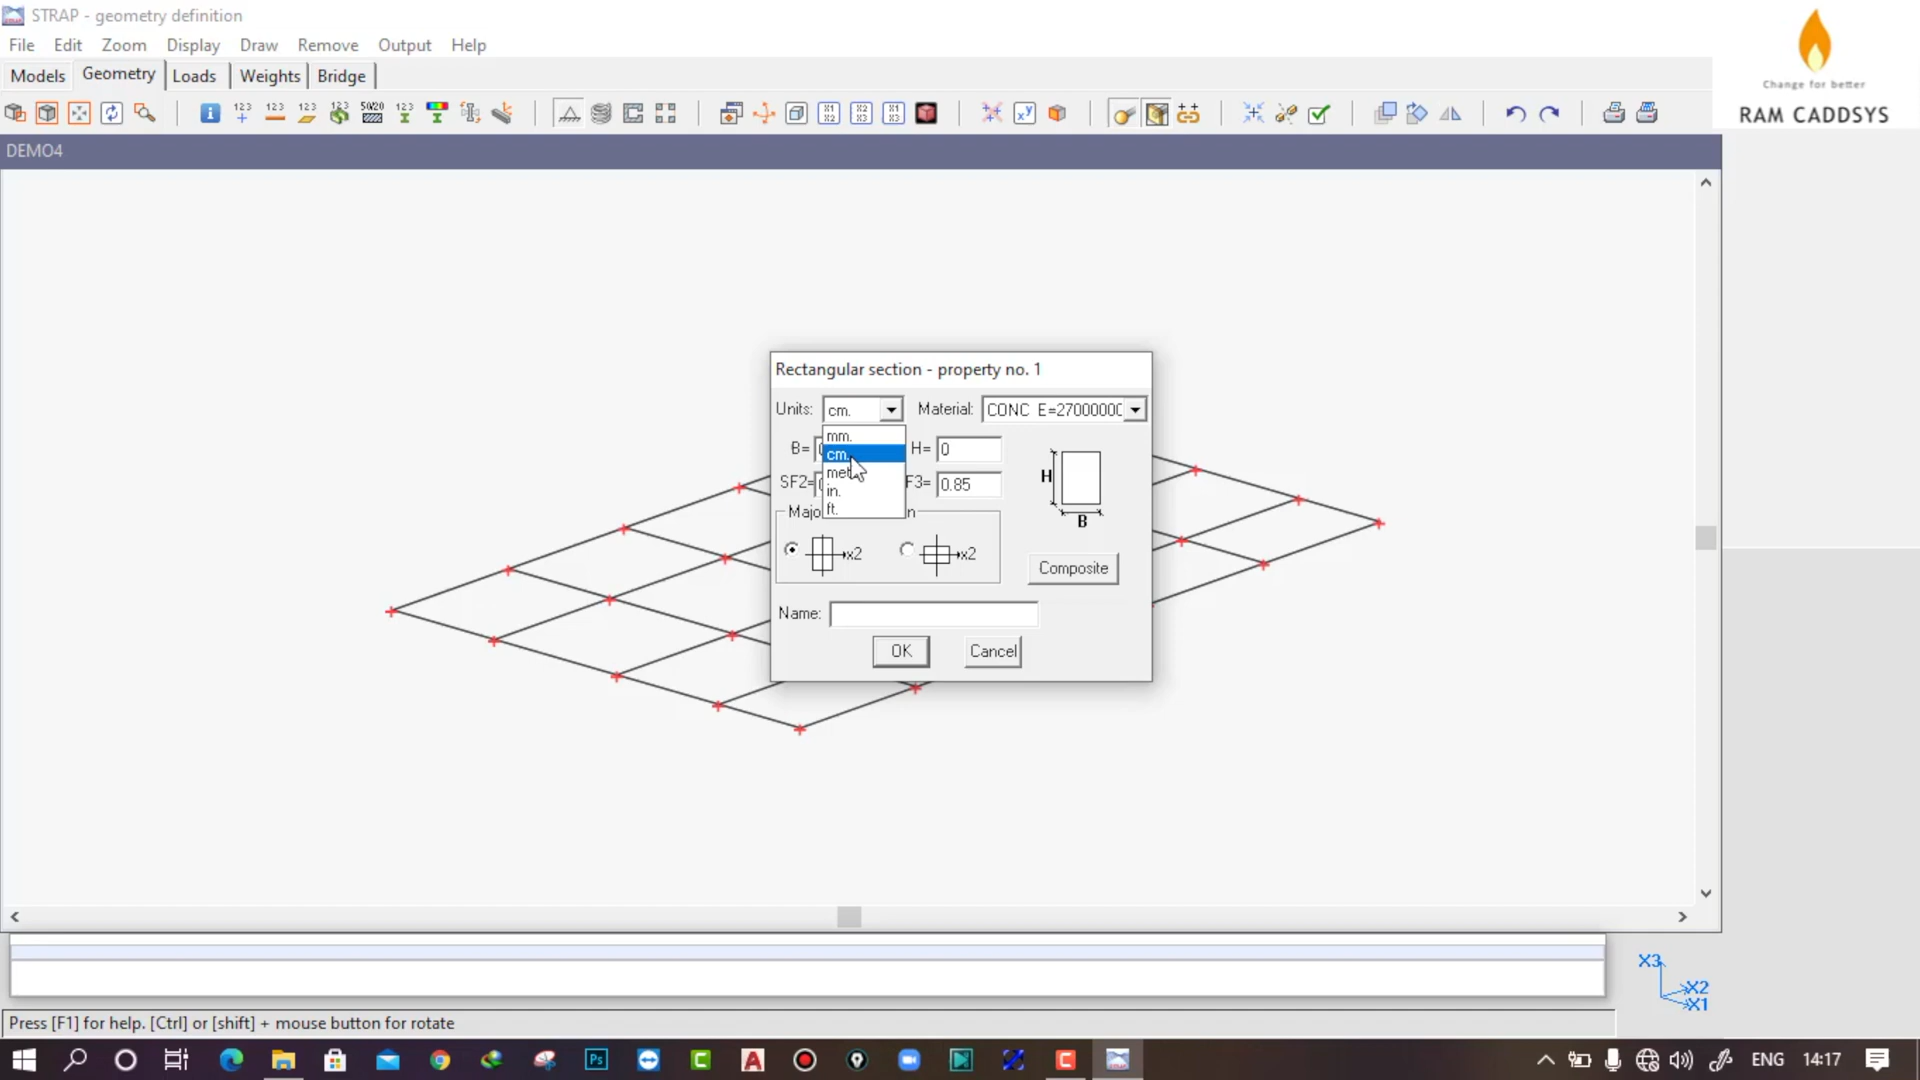 STRAP - geometry definition
File Edit Zoom Display Draw Remove Output Help
Models Geometry Loads Weights Bridge
Change for better
RAM CADDSYS
DEMO4
Rectangular section - property no. 1
Units: cm. Material: CONC E=2700000
mm.
B= H= 0
cm.
SF2= F3= 0.85
in.
ft.
x2 x2
H
B
Composite
Name:
OK Cancel
X3
X2
X1
Press [F1] for help. [Ctrl] or [shift] + mouse button for rotate
ENG 14:17